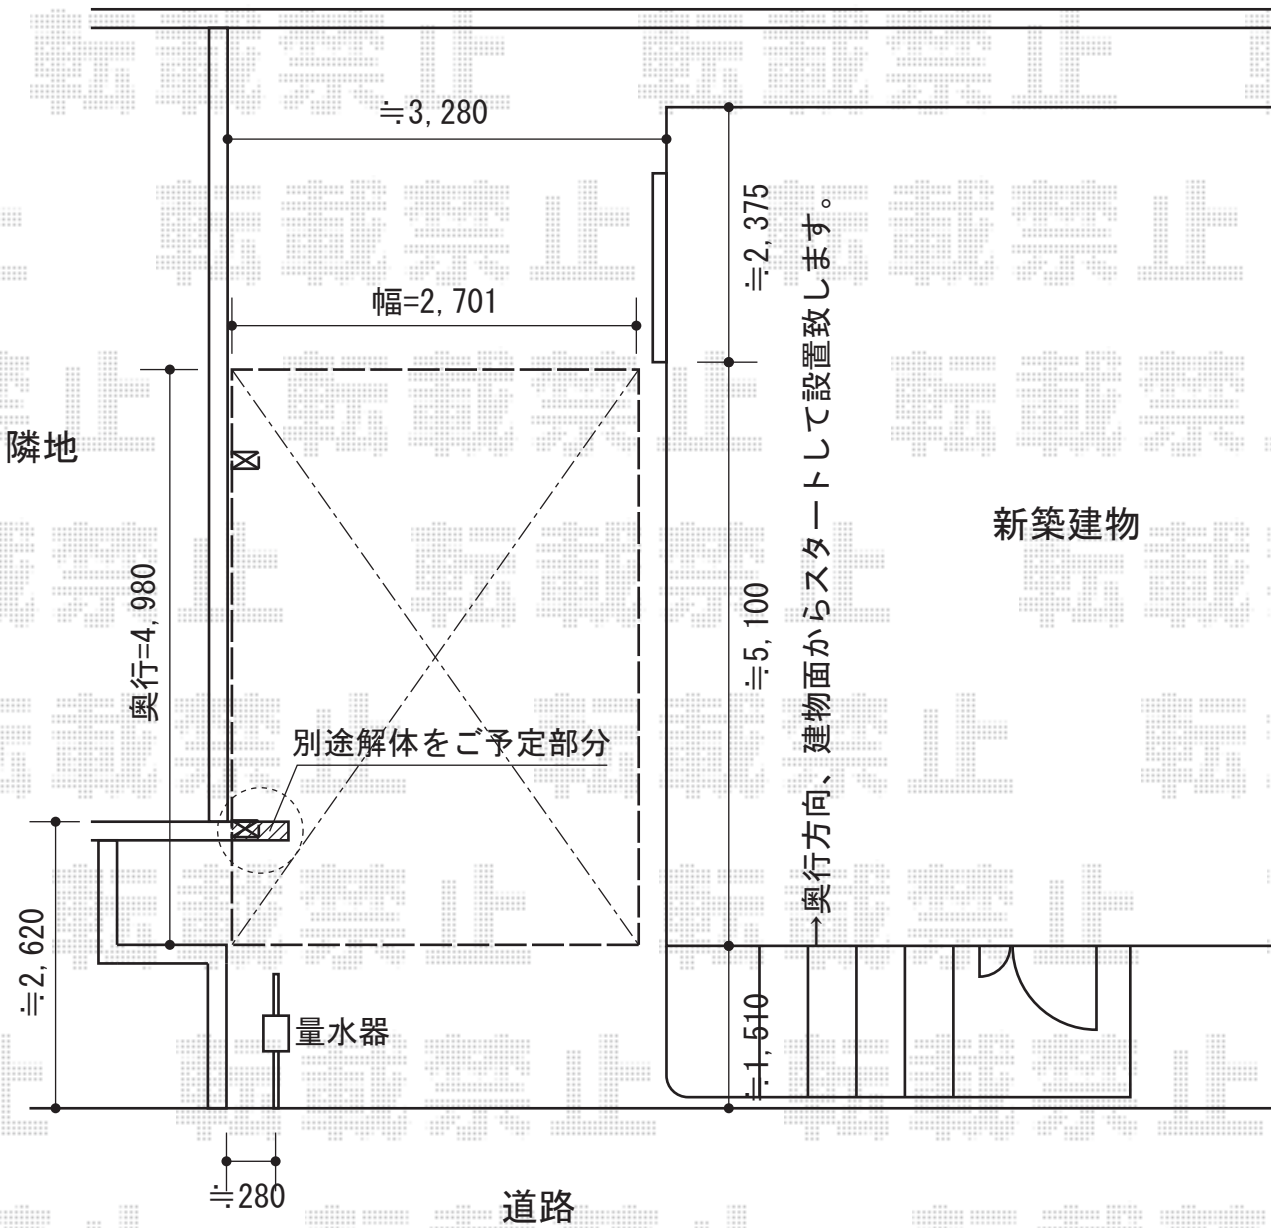 転載禁止
≒3,280
≒2,375
幅=2,701
隣地
新築建物
奥行=4,980
≒5,100
→奥行方向、建物面からスタートして設置致します。
別途解体をご予定部分
≒2,620
≒1,510
量水器
≒280
道路